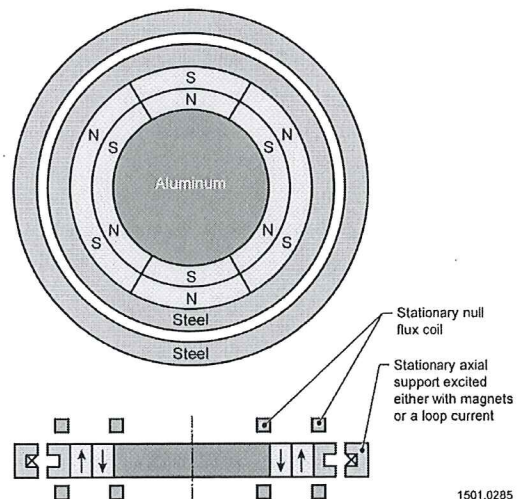 S
N
N N
S S
Aluminum
N N
S S
S
N
Steel
Steel
Stationary null
flux coil
Stationary axial
support excited
either with magnets
or a loop current
1501.0285